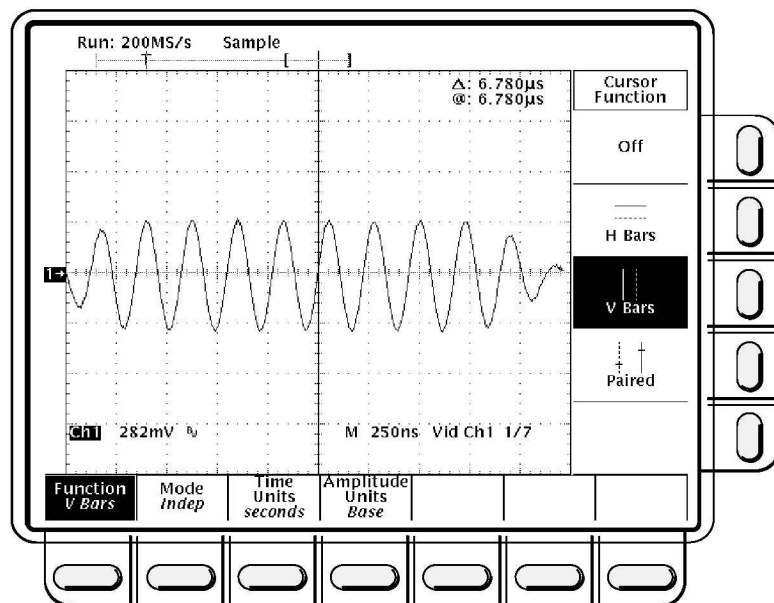 Run: 200MS/s Sample
Δ: 6.780µs
@: 6.780µs
Cursor
Function
Off
H Bars
V Bars
Paired
1→
Ch1 282mV M 250ns Vid Ch1 1/7
Function
V Bars
Mode
Indep
Time
Units
seconds
Amplitude
Units
Base